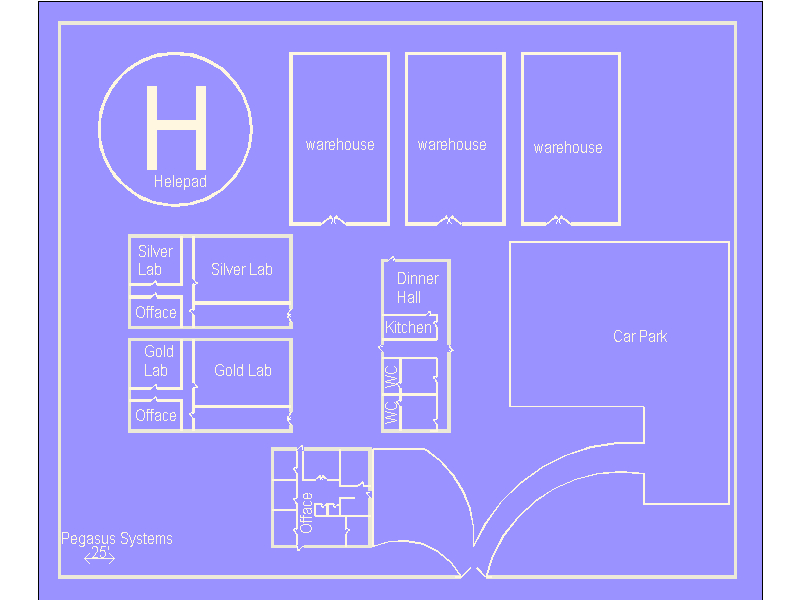 H
Helepad
warehouse
warehouse
warehouse
Silver
Lab
Silver Lab
Offace
Dinner
Hall
Kitchen
Car Park
Gold
Lab
Gold Lab
Offace
WC
WC
Offace
Pegasus Systems
25'